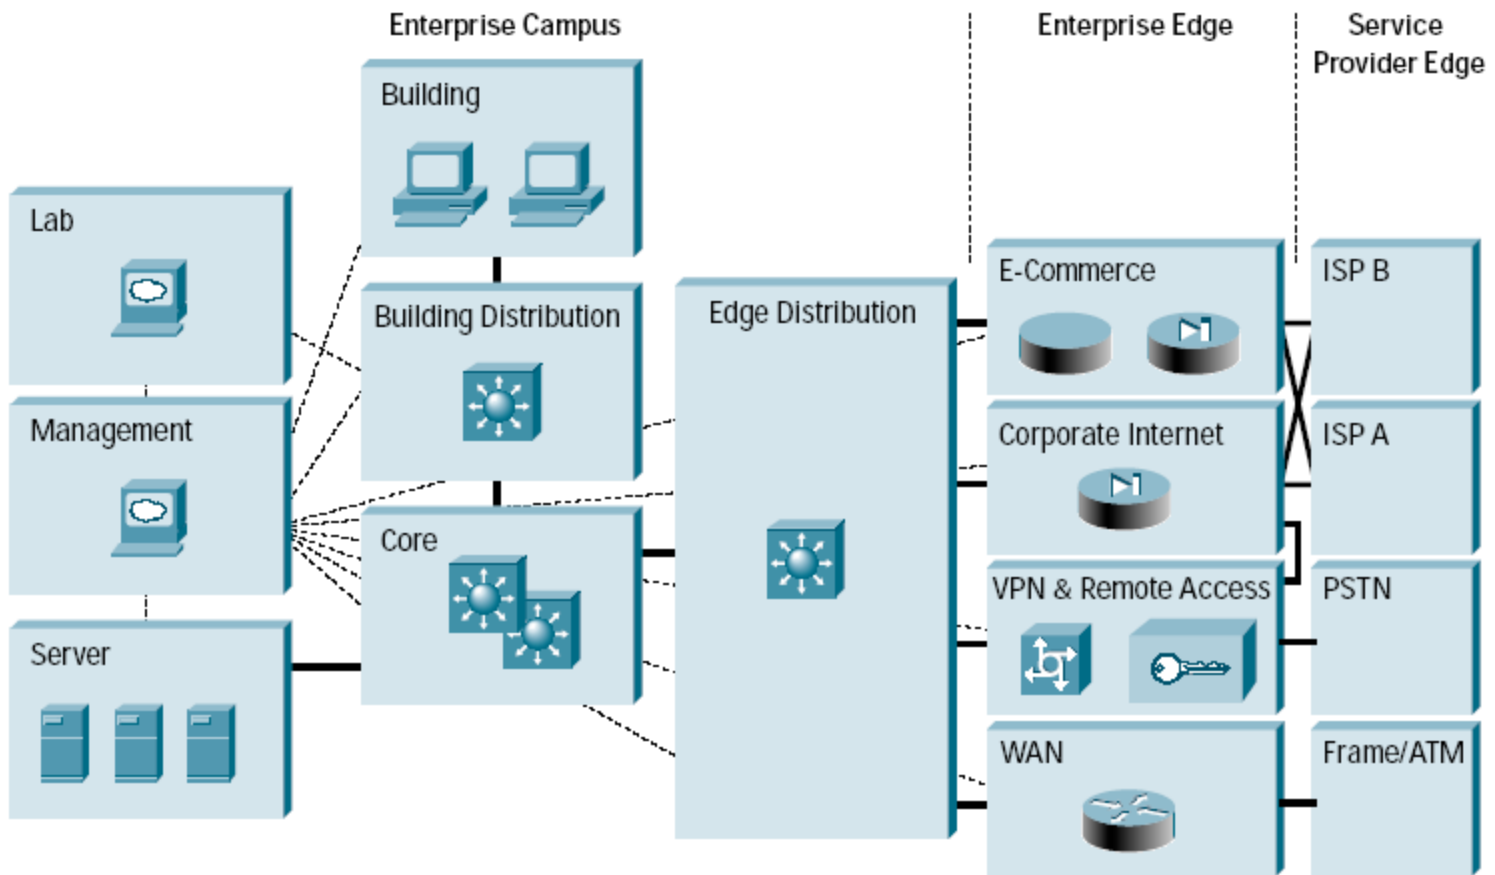 Enterprise Campus
Enterprise Edge
Service
Provider Edge
Building
Lab
Building Distribution
Edge Distribution
E-Commerce
ISP B
Management
Corporate Internet
ISP A
Core
VPN & Remote Access
PSTN
Server
WAN
Frame/ATM